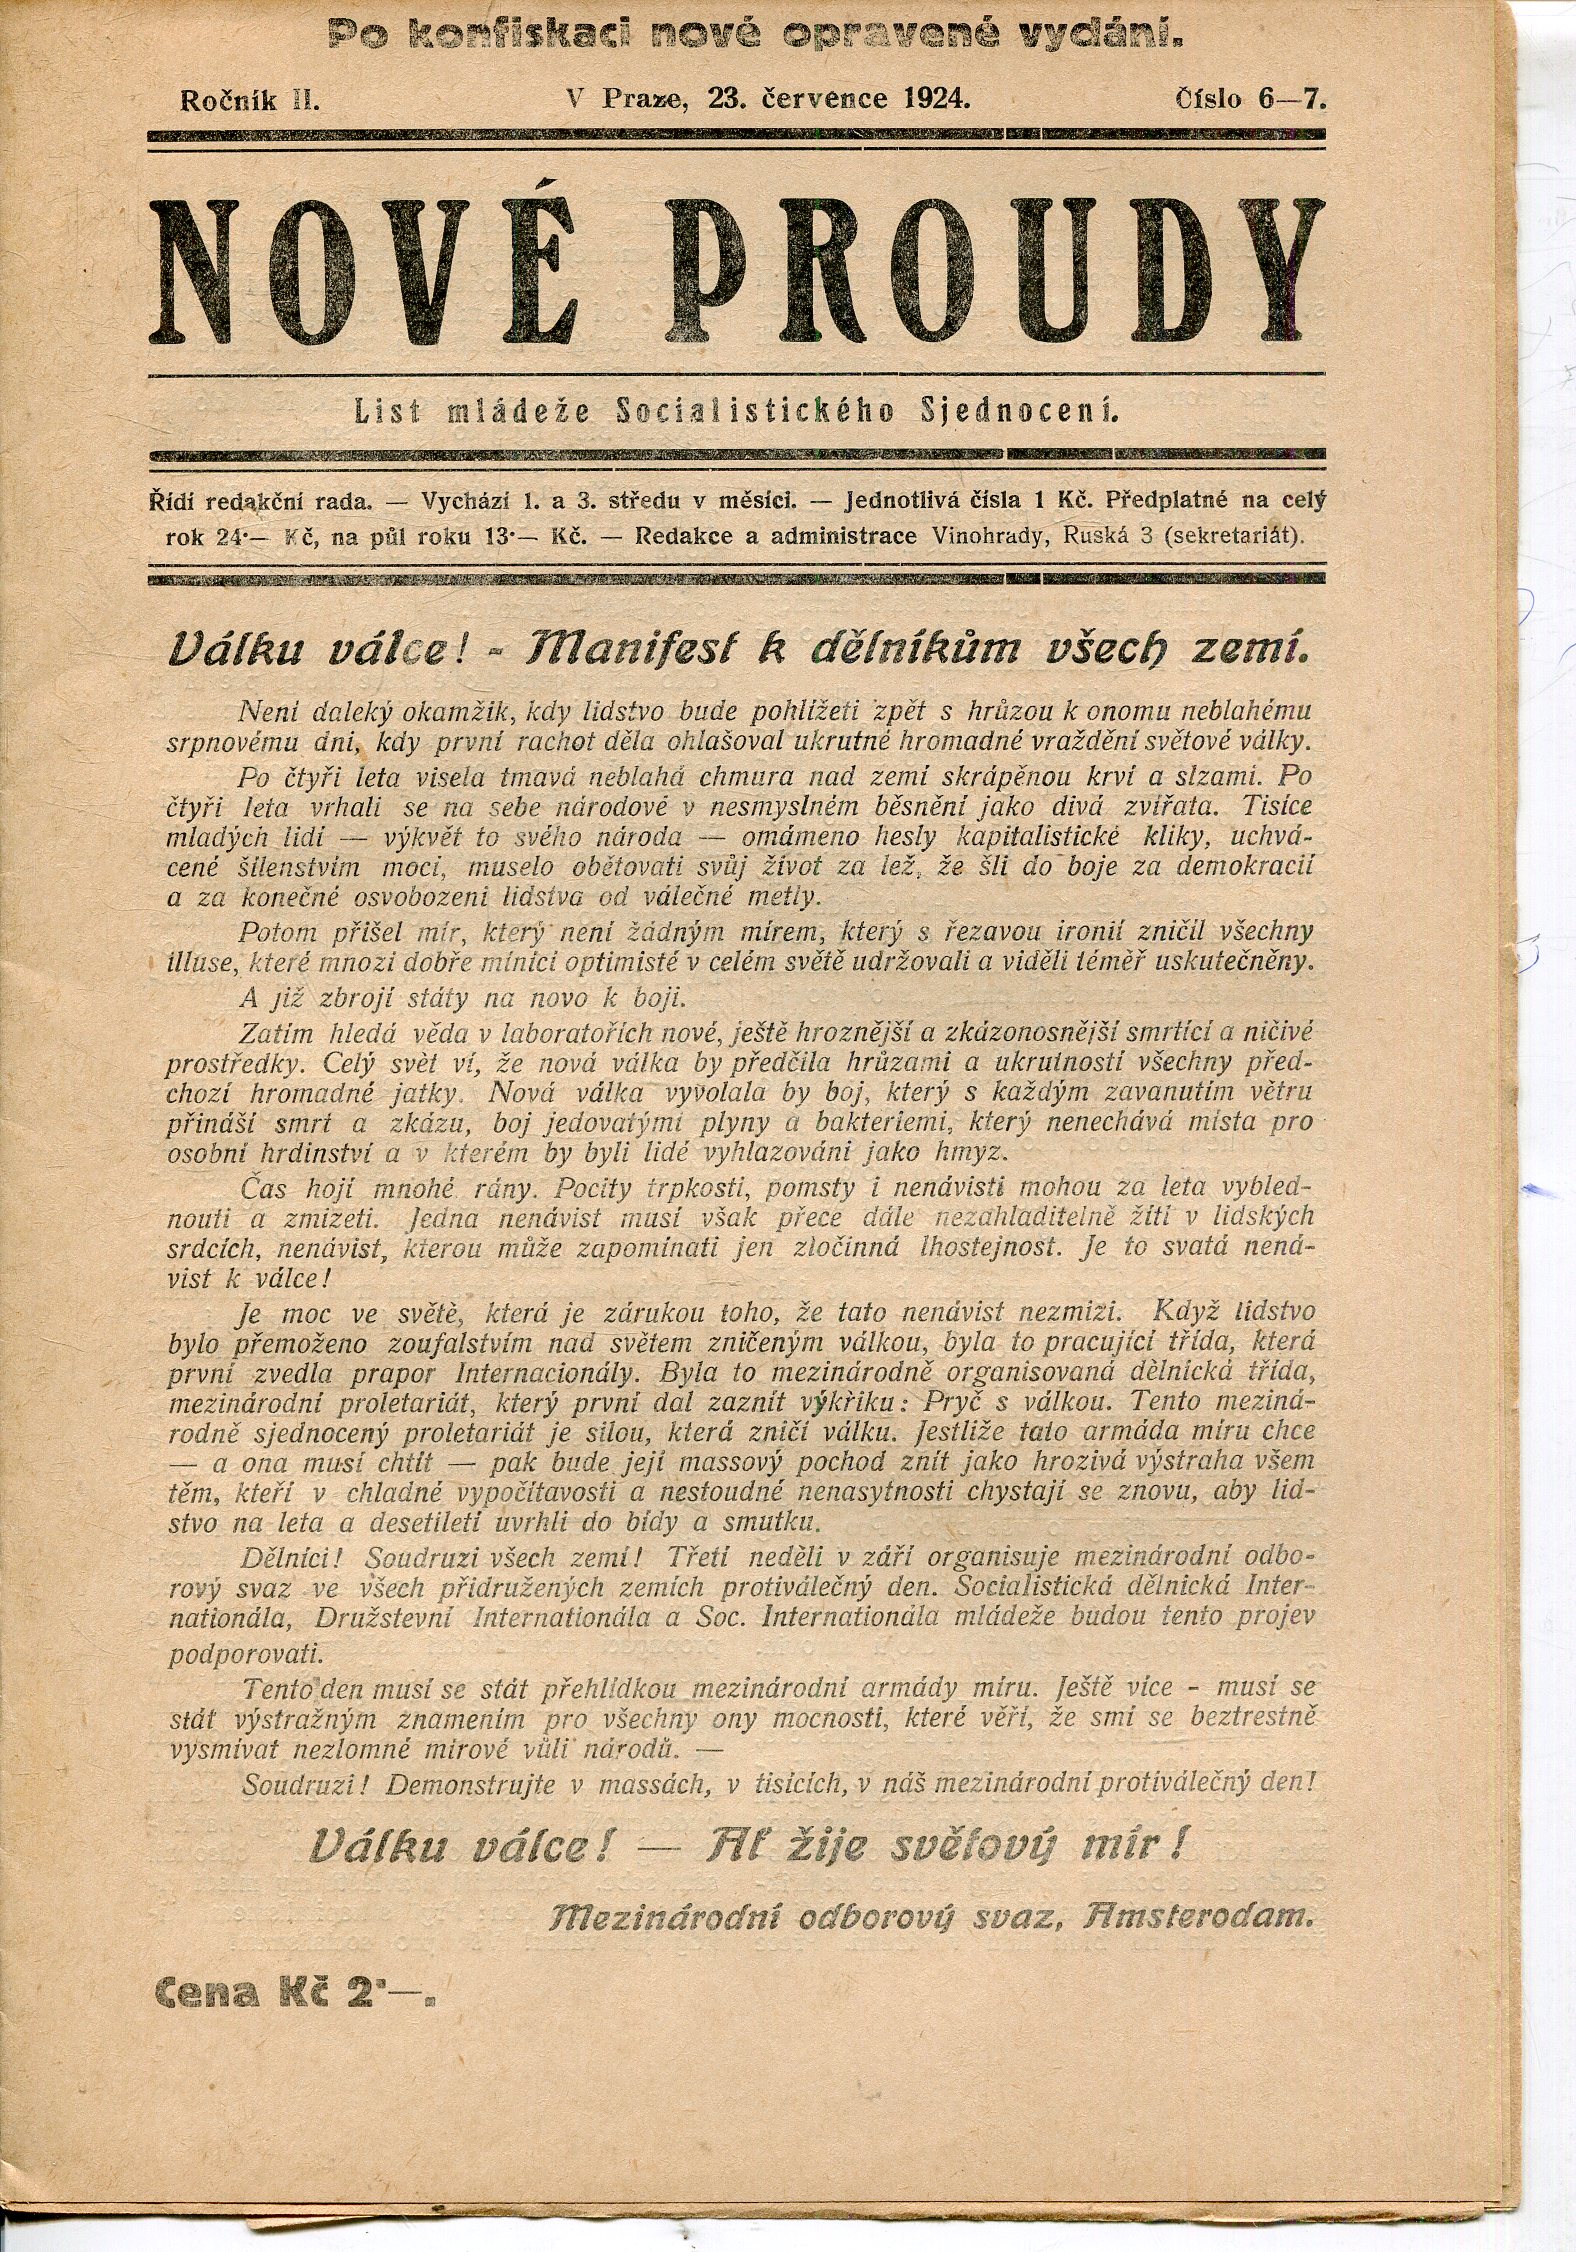 Po konfiskaci nové opravené vydání.
Ročník II.
V Praze, 23. července 1924.
Číslo 6—7.
NOVÉ PROUDY
List mládeže Socialistického Sjednocení.
Řídí redakční rada. — Vychází 1. a 3. středu v měsíci. — Jednotlivá čísla 1 Kč. Předplatné na celý
rok 24·— Kč, na půl roku 13·— Kč. — Redakce a administrace Vinohrady, Ruská 3 (sekretariát).
Válku válce! - Manifest k dělníkům všech zemí.
Není daleký okamžik, kdy lidstvo bude pohlížeti zpět s hrůzou k onomu neblahému
srpnovému dni, kdy první rachot děla ohlašoval ukrutné hromadné vraždění světové války.
Po čtyři leta visela tmavá neblahá chmura nad zemí skrápěnou krví a slzami. Po
čtyři leta vrhali se na sebe národové v nesmyslném běsnění jako divá zvířata. Tisíce
mladých lidí — výkvět to svého národa — omámeno hesly kapitalistické kliky, uchvá-
cené šílenstvím moci, muselo obětovati svůj život za lež, že šli do boje za demokracii
a za konečné osvobození lidstva od válečné metly.
Potom přišel mír, který není žádným mírem, který s řezavou ironií zničil všechny
illuse, které mnozí dobře mínící optimisté v celém světě udržovali a viděli téměř uskutečněny.
A již zbrojí státy na novo k boji.
Zatím hledá věda v laboratořích nové, ještě hroznější a zkázonosnější smrtící a ničivé
prostředky. Celý svět ví, že nová válka by předčila hrůzami a ukrutností všechny před-
chozí hromadné jatky. Nová válka vyvolala by boj, který s každým zavanutím větru
přináší smrt a zkázu, boj jedovatými plyny a bakteriemi, který nenechává místa pro
osobní hrdinství a v kterém by byli lidé vyhlazováni jako hmyz.
Čas hojí mnohé rány. Pocity trpkosti, pomsty i nenávisti mohou za leta vybled-
nouti a zmizeti. Jedna nenávist musí však přece dále nezahladitelně žíti v lidských
srdcích, nenávist, kterou může zapomínati jen zločinná lhostejnost. Je to svatá nená-
vist k válce!
Je moc ve světě, která je zárukou toho, že tato nenávist nezmizí. Když lidstvo
bylo přemoženo zoufalstvím nad světem zničeným válkou, byla to pracující třída, která
první zvedla prapor Internacionály. Byla to mezinárodně organisovaná dělnická třída,
mezinárodní proletariát, který první dal zaznít výkřiku: Pryč s válkou. Tento meziná-
rodně sjednocený proletariát je silou, která zničí válku. Jestliže tato armáda míru chce
— a ona musí chtít — pak bude její massový pochod znít jako hrozivá výstraha všem
těm, kteří v chladné vypočítavosti a nestoudné nenasytnosti chystají se znovu, aby lid-
stvo na leta a desetiletí uvrhli do bídy a smutku.
Dělníci! Soudruzi všech zemí! Třetí neděli v září organisuje mezinárodní odbo-
rový svaz ve všech přidružených zemích protiválečný den. Socialistická dělnická Inter-
nationála, Družstevní Internationála a Soc. Internationála mládeže budou tento projev
podporovati.
Tento den musí se stát přehlídkou mezinárodní armády míru. Ještě více - musí se
stát výstražným znamením pro všechny ony mocnosti, které věří, že smí se beztrestně
vysmívat nezlomné mírové vůli národů. —
Soudruzi! Demonstrujte v massách, v tisících, v náš mezinárodní protiválečný den!
Válku válce! — Ať žije světový mír!
Mezinárodní odborový svaz, Amsterodam.
Cena Kč 2·—.